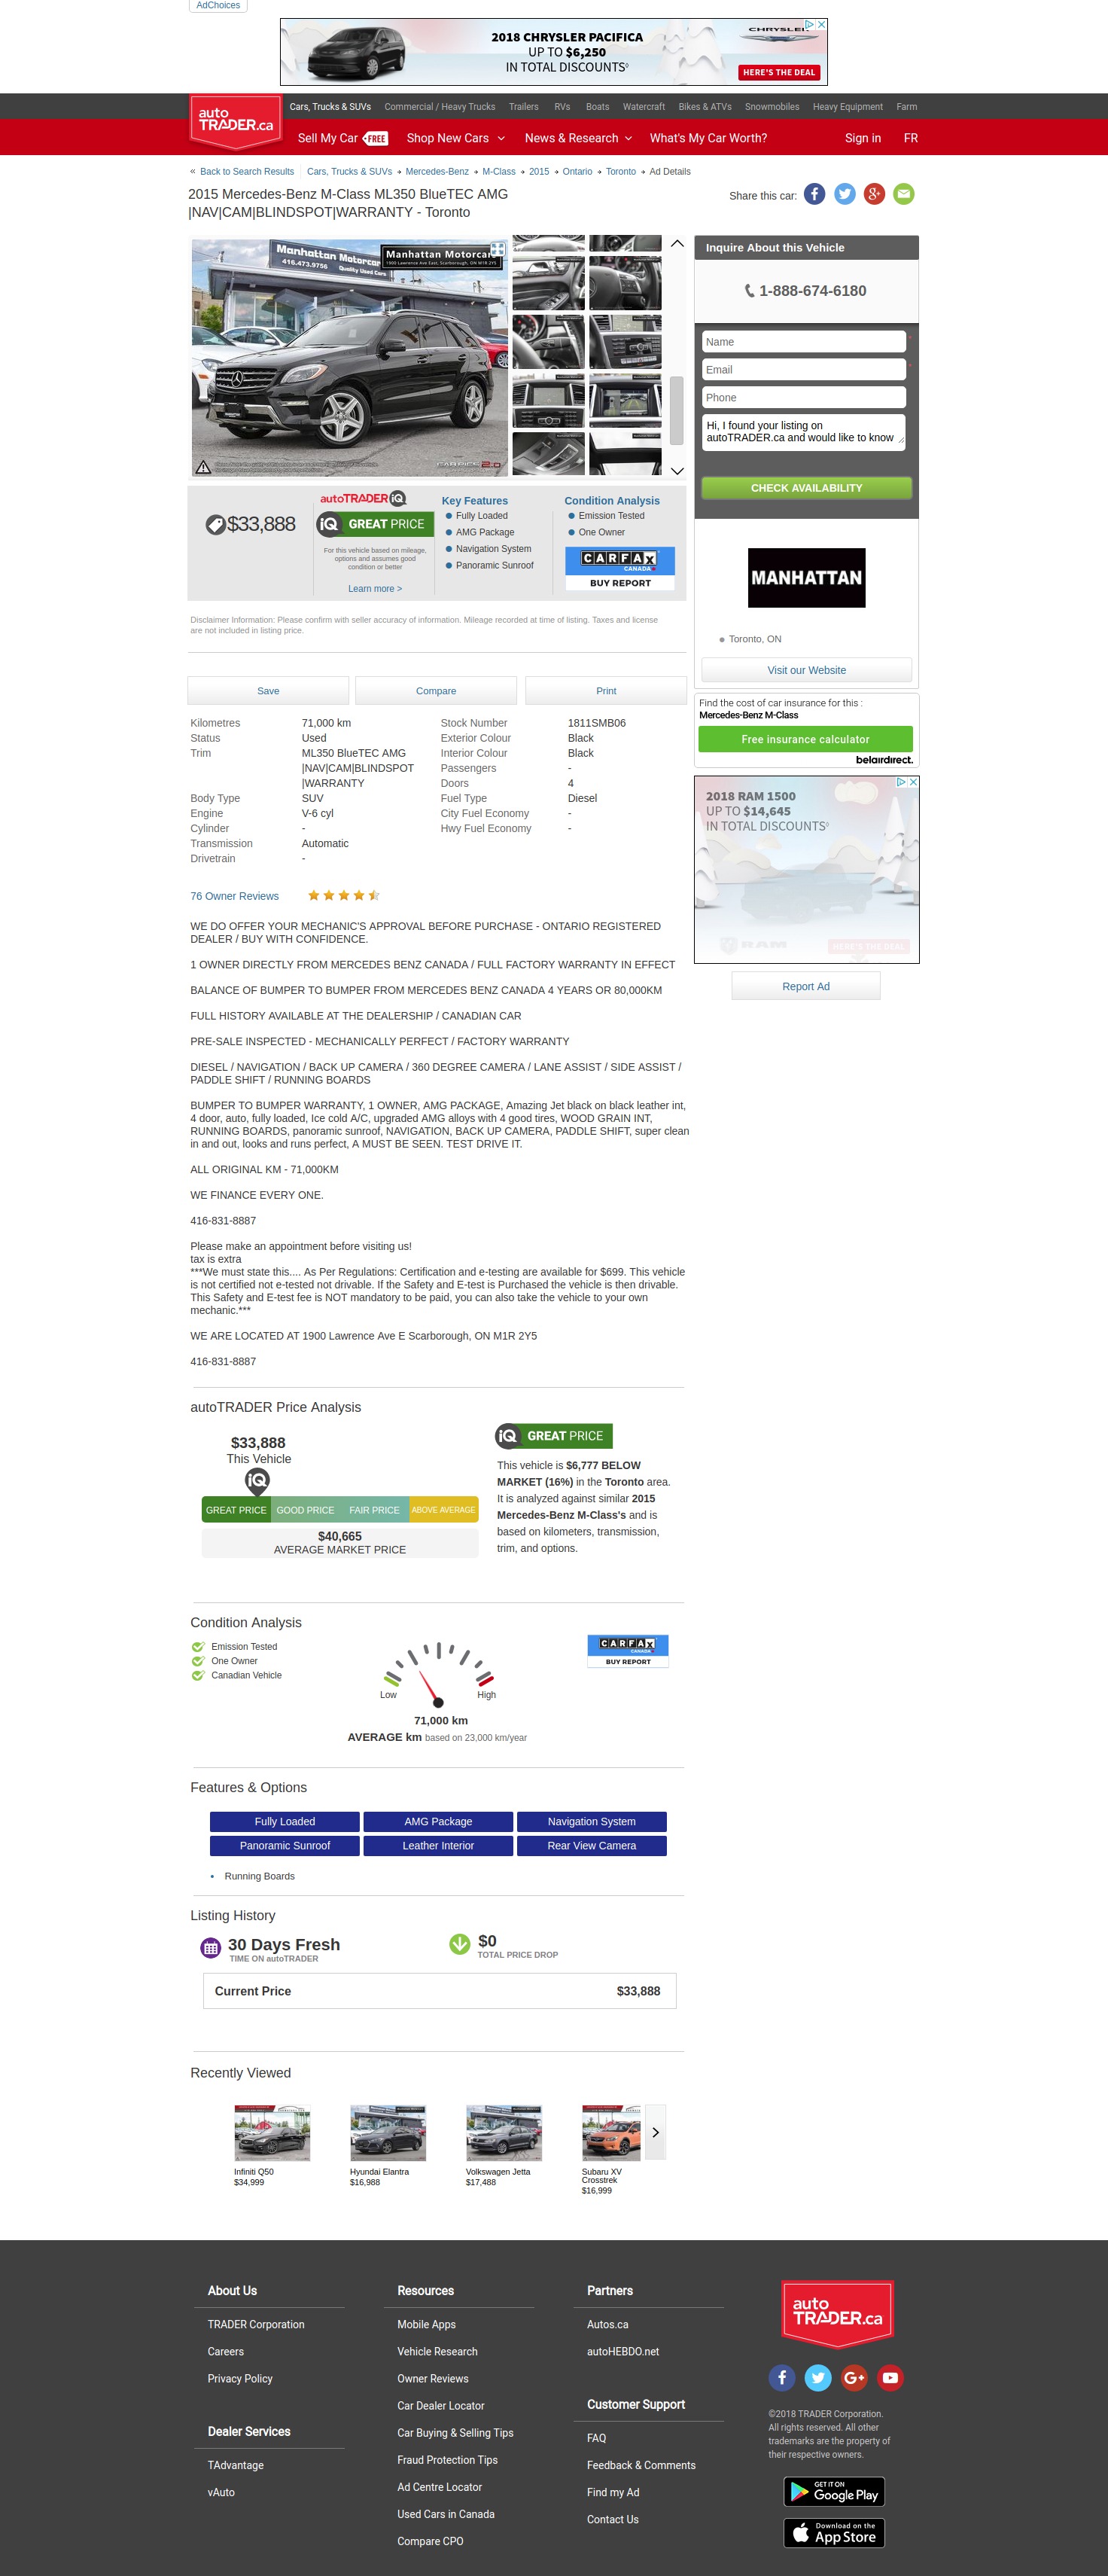 AdChoices
2018 CHRYSLER PACIFICA
UP TO $6,250
IN TOTAL DISCOUNTS◊
CHRYSLER
HERE'S THE DEAL
auto
TRADER.ca
Cars, Trucks & SUVs Commercial / Heavy Trucks Trailers RVs Boats Watercraft Bikes & ATVs Snowmobiles Heavy Equipment Farm
Sell My Car FREE Shop New Cars News & Research What's My Car Worth? Sign in FR
« Back to Search Results Cars, Trucks & SUVs → Mercedes-Benz → M-Class → 2015 → Ontario → Toronto → Ad Details
2015 Mercedes-Benz M-Class ML350 BlueTEC AMG
|NAV|CAM|BLINDSPOT|WARRANTY - Toronto
Share this car:
Manhattan Motorcars
416.473.9756 Quality Used Cars
Manhattan Motorcars
1900 Lawrence Ave East, Scarborough, ON M1R 2Y5
Inquire About this Vehicle
1-888-674-6180
Name
Email
Phone
Hi, I found your listing on
autoTRADER.ca and would like to know
CHECK AVAILABILITY
$33,888
autoTRADER iQ
iQ GREAT PRICE
For this vehicle based on mileage,
options and assumes good
condition or better
Learn more >
Key Features
Fully Loaded
AMG Package
Navigation System
Panoramic Sunroof
Condition Analysis
Emission Tested
One Owner
CARFAX
CANADA
BUY REPORT
MANHATTAN
Toronto, ON
Visit our Website
Disclaimer Information: Please confirm with seller accuracy of information. Mileage recorded at time of listing. Taxes and license
are not included in listing price.
Save Compare Print
Find the cost of car insurance for this :
Mercedes-Benz M-Class
Free insurance calculator
belairdirect.
Kilometres 71,000 km Stock Number 1811SMB06
Status Used Exterior Colour Black
Trim ML350 BlueTEC AMG Interior Colour Black
|NAV|CAM|BLINDSPOT Passengers -
|WARRANTY Doors 4
Body Type SUV Fuel Type Diesel
Engine V-6 cyl City Fuel Economy -
Cylinder - Hwy Fuel Economy -
Transmission Automatic
Drivetrain -
2018 RAM 1500
UP TO $14,645
IN TOTAL DISCOUNTS◊
RAM
HERE'S THE DEAL
Report Ad
76 Owner Reviews
WE DO OFFER YOUR MECHANIC'S APPROVAL BEFORE PURCHASE - ONTARIO REGISTERED
DEALER / BUY WITH CONFIDENCE.
1 OWNER DIRECTLY FROM MERCEDES BENZ CANADA / FULL FACTORY WARRANTY IN EFFECT
BALANCE OF BUMPER TO BUMPER FROM MERCEDES BENZ CANADA 4 YEARS OR 80,000KM
FULL HISTORY AVAILABLE AT THE DEALERSHIP / CANADIAN CAR
PRE-SALE INSPECTED - MECHANICALLY PERFECT / FACTORY WARRANTY
DIESEL / NAVIGATION / BACK UP CAMERA / 360 DEGREE CAMERA / LANE ASSIST / SIDE ASSIST /
PADDLE SHIFT / RUNNING BOARDS
BUMPER TO BUMPER WARRANTY, 1 OWNER, AMG PACKAGE, Amazing Jet black on black leather int,
4 door, auto, fully loaded, Ice cold A/C, upgraded AMG alloys with 4 good tires, WOOD GRAIN INT,
RUNNING BOARDS, panoramic sunroof, NAVIGATION, BACK UP CAMERA, PADDLE SHIFT, super clean
in and out, looks and runs perfect, A MUST BE SEEN. TEST DRIVE IT.
ALL ORIGINAL KM - 71,000KM
WE FINANCE EVERY ONE.
416-831-8887
Please make an appointment before visiting us!
tax is extra
***We must state this.... As Per Regulations: Certification and e-testing are available for $699. This vehicle
is not certified not e-tested not drivable. If the Safety and E-test is Purchased the vehicle is then drivable.
This Safety and E-test fee is NOT mandatory to be paid, you can also take the vehicle to your own
mechanic.***
WE ARE LOCATED AT 1900 Lawrence Ave E Scarborough, ON M1R 2Y5
416-831-8887
autoTRADER Price Analysis
$33,888
This Vehicle
iQ
GREAT PRICE GOOD PRICE FAIR PRICE ABOVE AVERAGE
$40,665
AVERAGE MARKET PRICE
iQ GREAT PRICE
This vehicle is $6,777 BELOW
MARKET (16%) in the Toronto area.
It is analyzed against similar 2015
Mercedes-Benz M-Class's and is
based on kilometers, transmission,
trim, and options.
Condition Analysis
Emission Tested
One Owner
Canadian Vehicle
Low High
71,000 km
AVERAGE km based on 23,000 km/year
CARFAX
CANADA
BUY REPORT
Features & Options
Fully Loaded AMG Package Navigation System
Panoramic Sunroof Leather Interior Rear View Camera
Running Boards
Listing History
30 Days Fresh
TIME ON autoTRADER
$0
TOTAL PRICE DROP
Current Price $33,888
Recently Viewed
Infiniti Q50
$34,999
Hyundai Elantra
$16,988
Volkswagen Jetta
$17,488
Subaru XV
Crosstrek
$16,999
About Us
TRADER Corporation
Careers
Privacy Policy
Dealer Services
TAdvantage
vAuto
Resources
Mobile Apps
Vehicle Research
Owner Reviews
Car Dealer Locator
Car Buying & Selling Tips
Fraud Protection Tips
Ad Centre Locator
Used Cars in Canada
Compare CPO
Partners
Autos.ca
autoHEBDO.net
Customer Support
FAQ
Feedback & Comments
Find my Ad
Contact Us
auto
TRADER.ca
©2018 TRADER Corporation.
All rights reserved. All other
trademarks are the property of
their respective owners.
GET IT ON
Google Play
Download on the
App Store